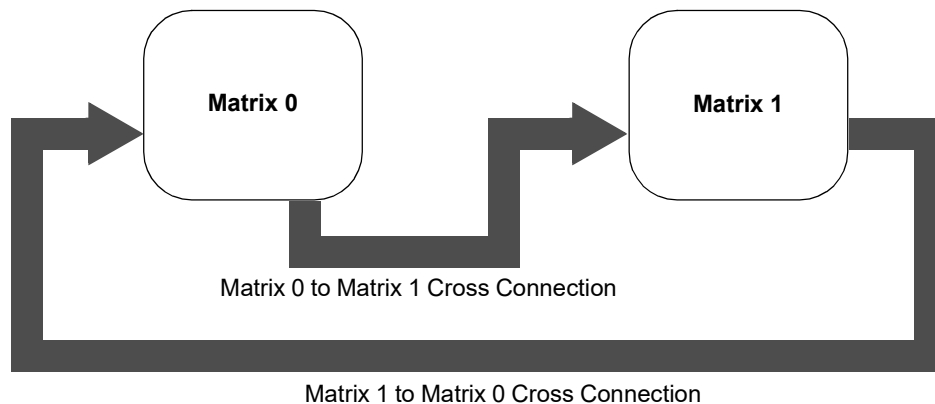 Matrix 0
Matrix 1
Matrix 0 to Matrix 1 Cross Connection
Matrix 1 to Matrix 0 Cross Connection